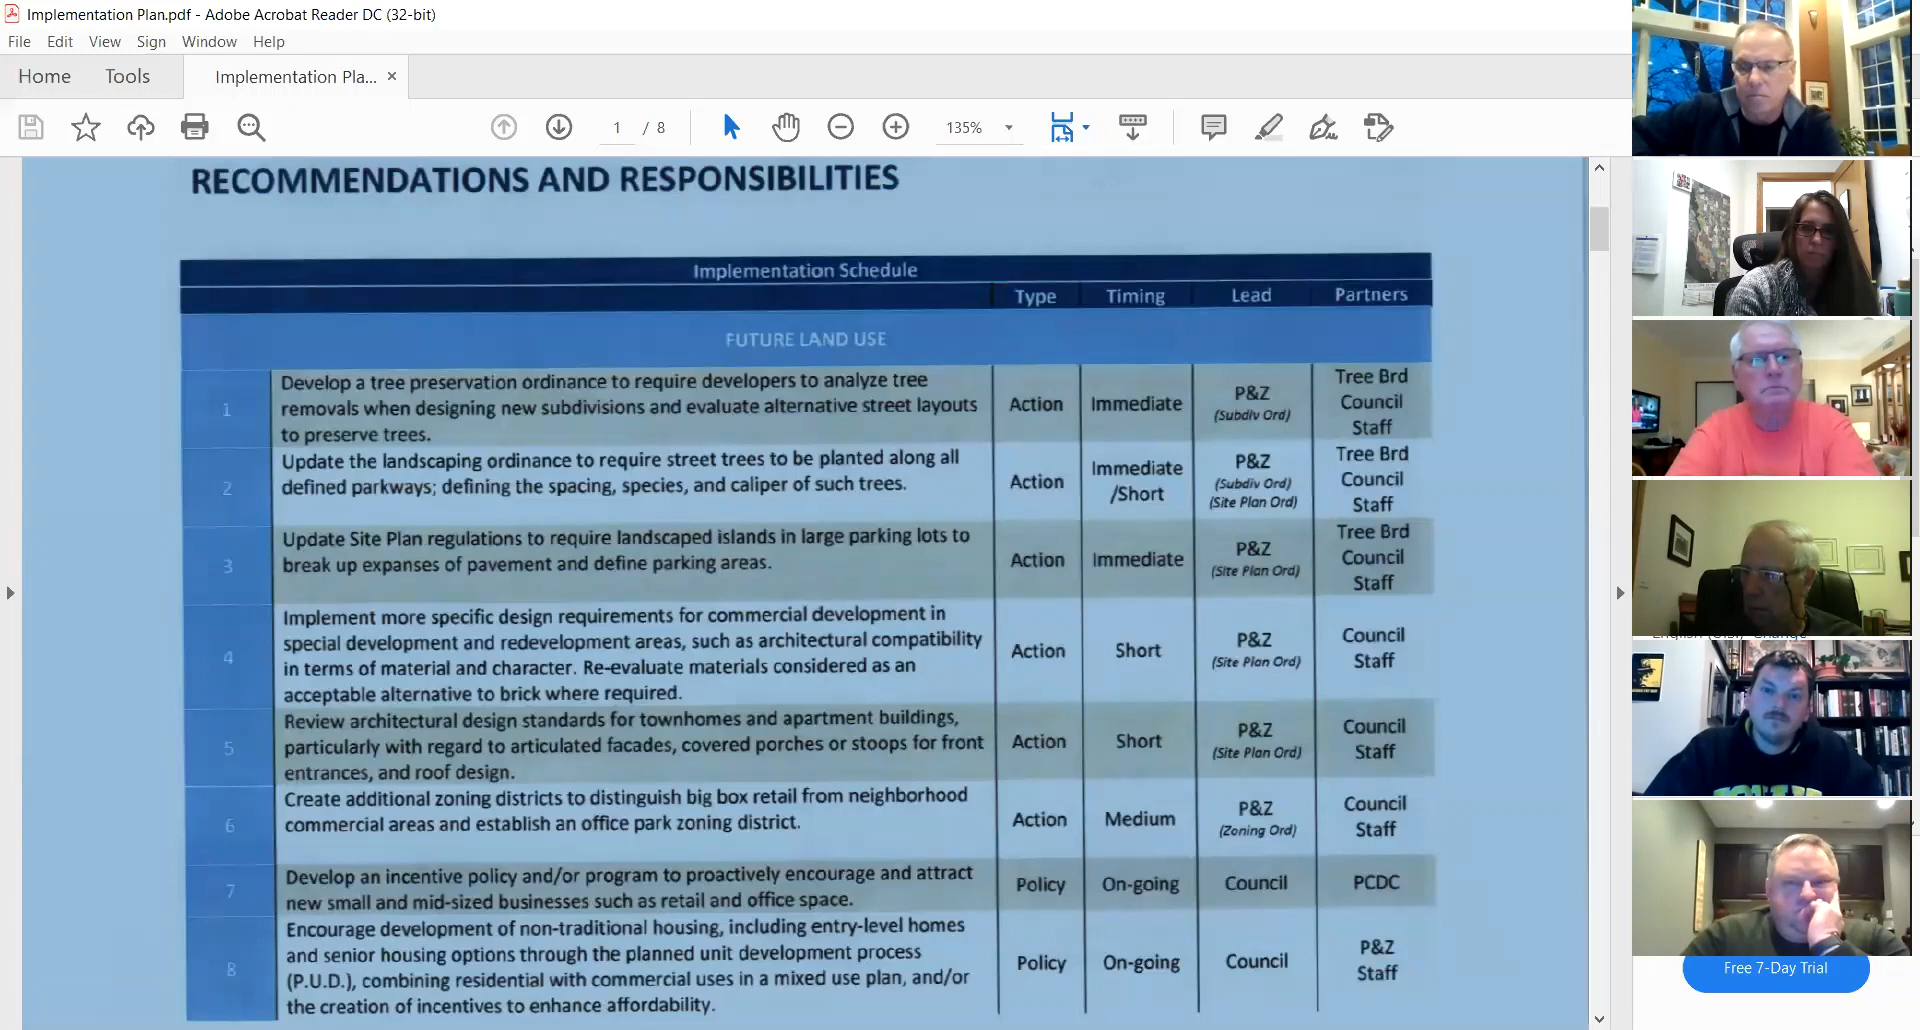 Implementation Plan.pdf - Adobe Acrobat Reader DC (32-bit)
File Edit View Sign Window Help
Home Tools Implementation Pla... ×
1 / 8 135%
RECOMMENDATIONS AND RESPONSIBILITIES
Implementation Schedule
Type Timing Lead Partners
FUTURE LAND USE
1
Develop a tree preservation ordinance to require developers to analyze tree
removals when designing new subdivisions and evaluate alternative street layouts
to preserve trees.
Action
Immediate
P&Z
(Subdiv Ord)
Tree Brd
Council
Staff
2
Update the landscaping ordinance to require street trees to be planted along all
defined parkways; defining the spacing, species, and caliper of such trees.
Action
Immediate
/Short
P&Z
(Subdiv Ord)
(Site Plan Ord)
Tree Brd
Council
Staff
3
Update Site Plan regulations to require landscaped islands in large parking lots to
break up expanses of pavement and define parking areas.
Action
Immediate
P&Z
(Site Plan Ord)
Tree Brd
Council
Staff
4
Implement more specific design requirements for commercial development in
special development and redevelopment areas, such as architectural compatibility
in terms of material and character. Re-evaluate materials considered as an
acceptable alternative to brick where required.
Action
Short
P&Z
(Site Plan Ord)
Council
Staff
5
Review architectural design standards for townhomes and apartment buildings,
particularly with regard to articulated facades, covered porches or stoops for front
entrances, and roof design.
Action
Short
P&Z
(Site Plan Ord)
Council
Staff
6
Create additional zoning districts to distinguish big box retail from neighborhood
commercial areas and establish an office park zoning district.
Action
Medium
P&Z
(Zoning Ord)
Council
Staff
7
Develop an incentive policy and/or program to proactively encourage and attract
new small and mid-sized businesses such as retail and office space.
Policy
On-going
Council
PCDC
8
Encourage development of non-traditional housing, including entry-level homes
and senior housing options through the planned unit development process
(P.U.D.), combining residential with commercial uses in a mixed use plan, and/or
the creation of incentives to enhance affordability.
Policy
On-going
Council
P&Z
Staff
Free 7-Day Trial